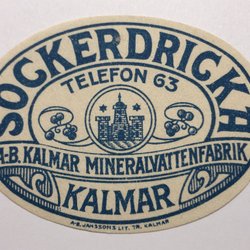 SOCKERDRICKA
TELEFON 63
A-B. KALMAR MINERALVATTENFABRIK
KALMAR
A-B. JANSSONS LIT. TR. KALMAR